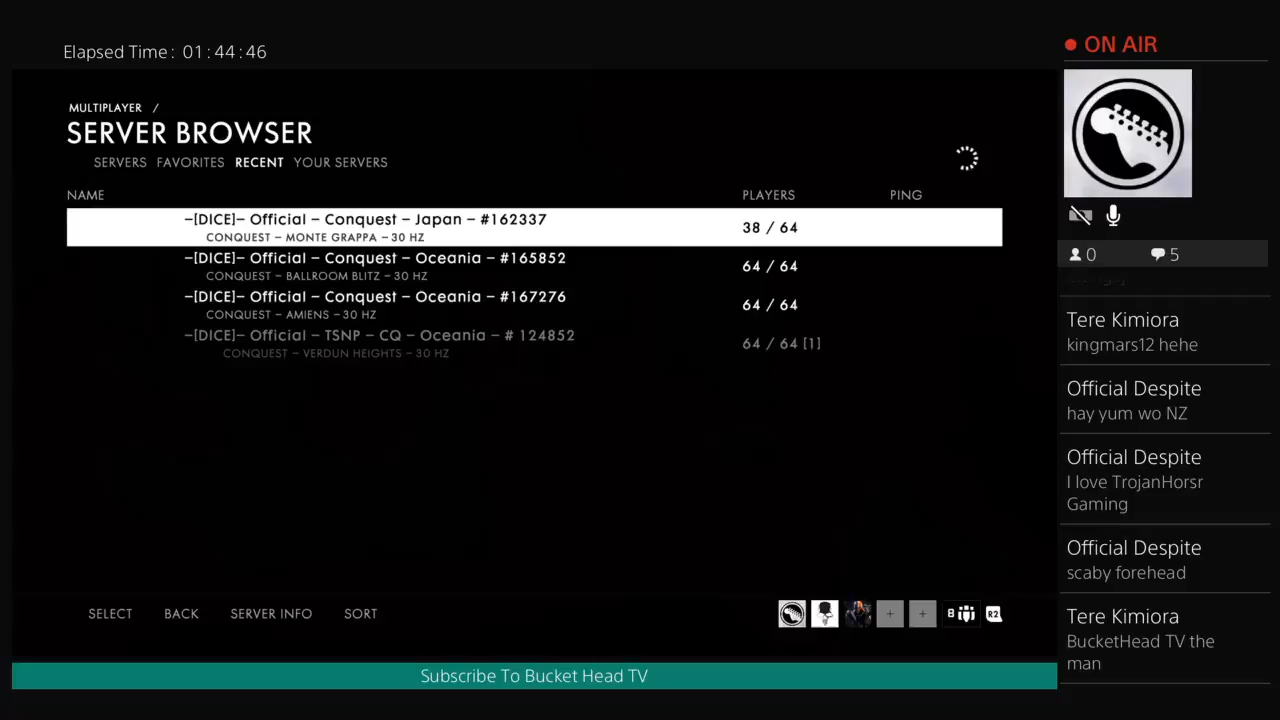 Elapsed Time: 01:44:46
ON AIR
MULTIPLAYER /
SERVER BROWSER
SERVERS FAVORITES RECENT YOUR SERVERS
NAME PLAYERS PING
–[DICE]– Official – Conquest – Japan – #162337
CONQUEST – MONTE GRAPPA – 30 HZ
38 / 64
–[DICE]– Official – Conquest – Oceania – #165852
CONQUEST – BALLROOM BLITZ – 30 HZ
64 / 64
–[DICE]– Official – Conquest – Oceania – #167276
CONQUEST – AMIENS – 30 HZ
64 / 64
–[DICE]– Official – TSNP – CQ – Oceania – # 124852
CONQUEST – VERDUN HEIGHTS – 30 HZ
64 / 64 [1]
SELECT BACK SERVER INFO SORT
8 R2
Subscribe To Bucket Head TV
0 5
Tere Kimiora
kingmars12 hehe
Official Despite
hay yum wo NZ
Official Despite
I love TrojanHorsr
Gaming
Official Despite
scaby forehead
Tere Kimiora
BucketHead TV the
man